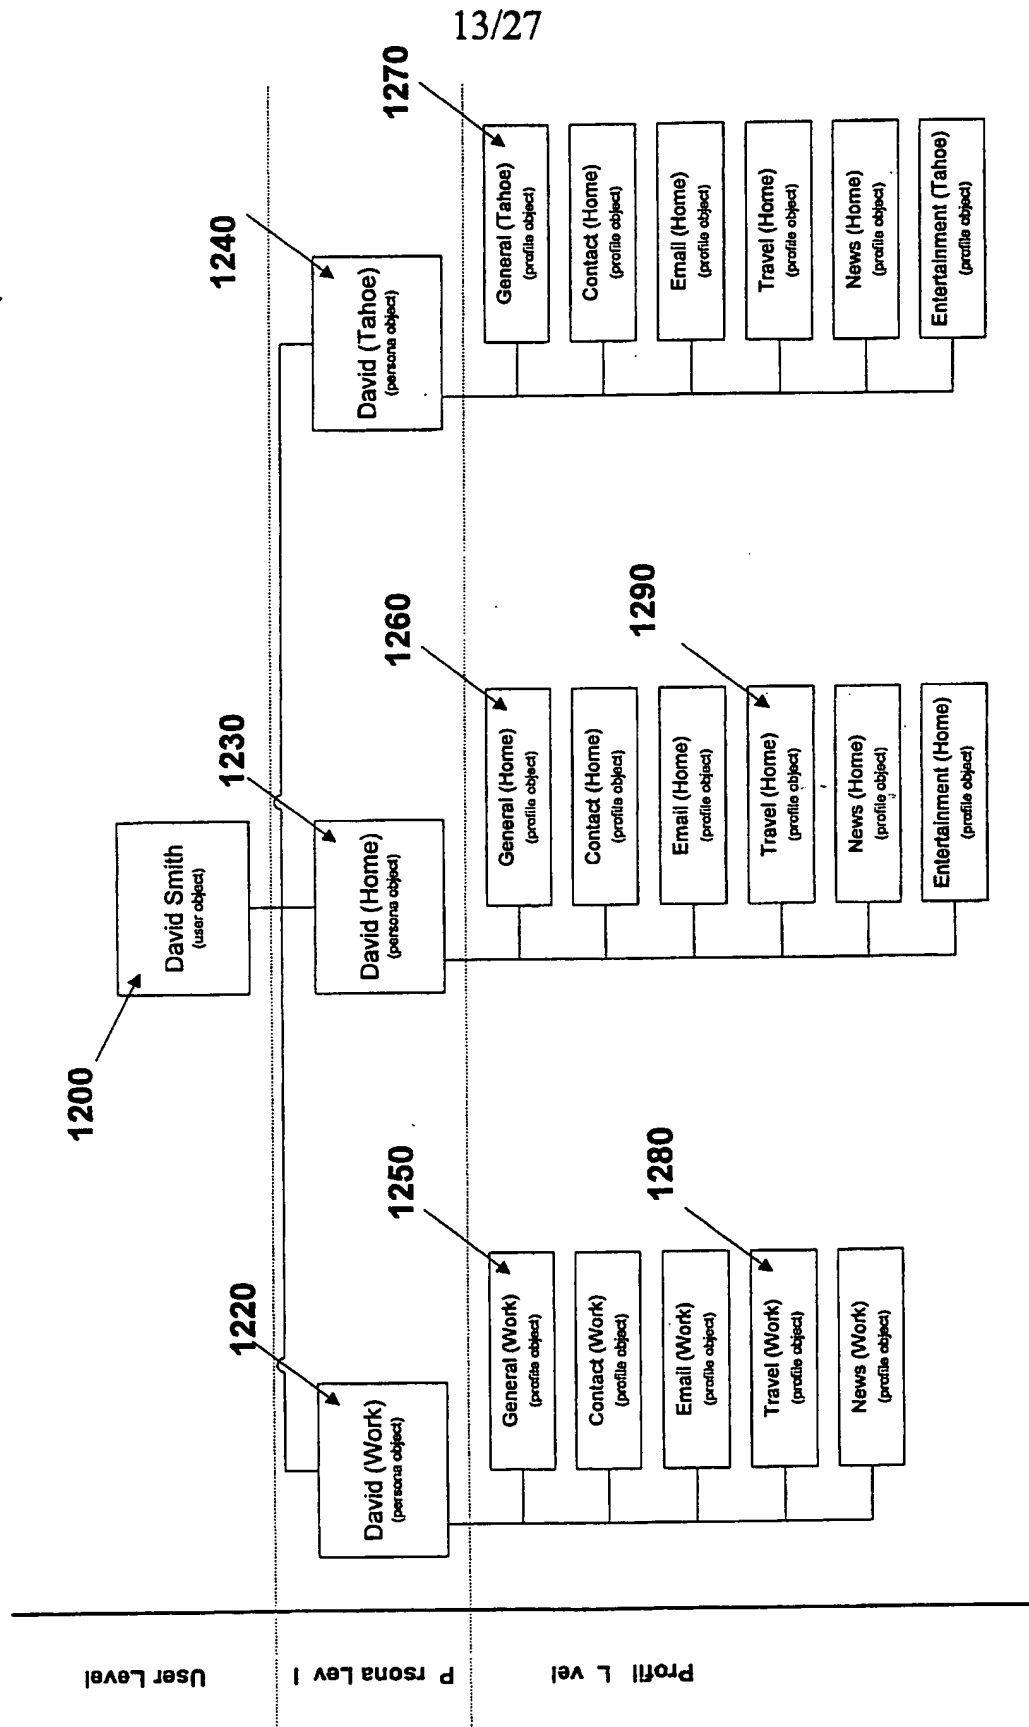 13/27
User Level
P rsona Lev l
Profil L vel
1200
David Smith
(user object)
1220
David (Work)
(persona object)
1230
David (Home)
(persona object)
1240
David (Tahoe)
(persona object)
1250
General (Work)
(profile object)
Contact (Work)
(profile object)
Email (Work)
(profile object)
1280
Travel (Work)
(profile object)
News (Work)
(profile object)
1260
General (Home)
(profile object)
Contact (Home)
(profile object)
Email (Home)
(profile object)
1290
Travel (Home)
(profile object)
News (Home)
(profile object)
Entertainment (Home)
(profile object)
1270
General (Tahoe)
(profile object)
Contact (Home)
(profile object)
Email (Home)
(profile object)
Travel (Home)
(profile object)
News (Home)
(profile object)
Entertainment (Tahoe)
(profile object)